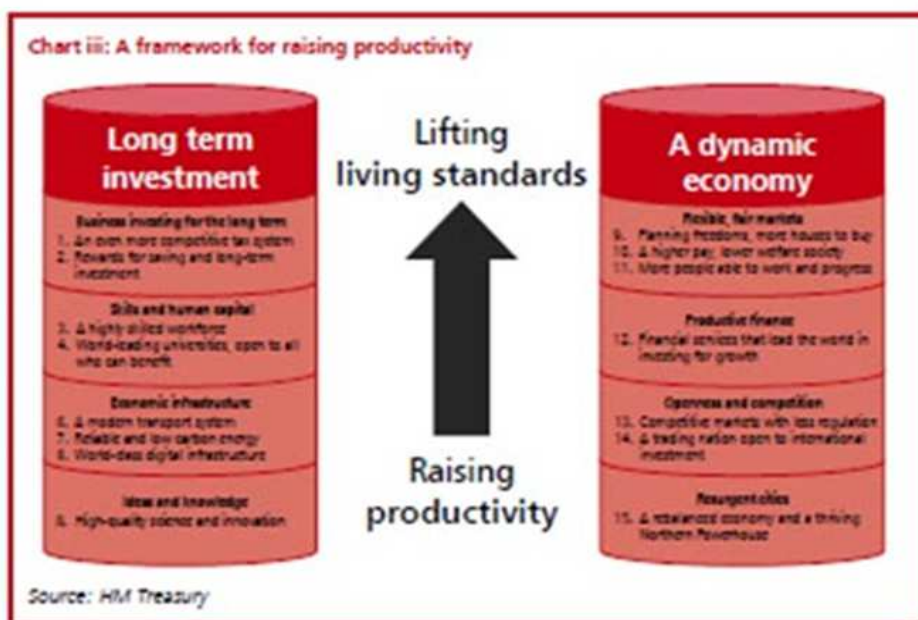 Chart iii: A framework for raising productivity
Long term
investment
Business investing for the long term
1. An even more competitive tax system
2. Rewards for saving and long-term
investment
Skills and human capital
3. A highly skilled workforce
4. World-leading universities, open to all
who can benefit
Economic infrastructure
6. A modern transport system
7. Reliable and low carbon energy
8. World-class digital infrastructure
Ideas and knowledge
8. High-quality science and innovation
Lifting
living standards
Raising
productivity
A dynamic
economy
Flexible, fair markets
9. Planning freedoms, more houses to buy
10. A higher pay, lower welfare society
11. More people able to work and progress
Productive finance
12. Financial services that lead the world in
investing for growth
Openness and competition
13. Competitive markets with less regulation
14. A trading nation open to international
investment
Resurgent cities
15. A rebalanced economy and a thriving
Northern Powerhouse
Source: HM Treasury